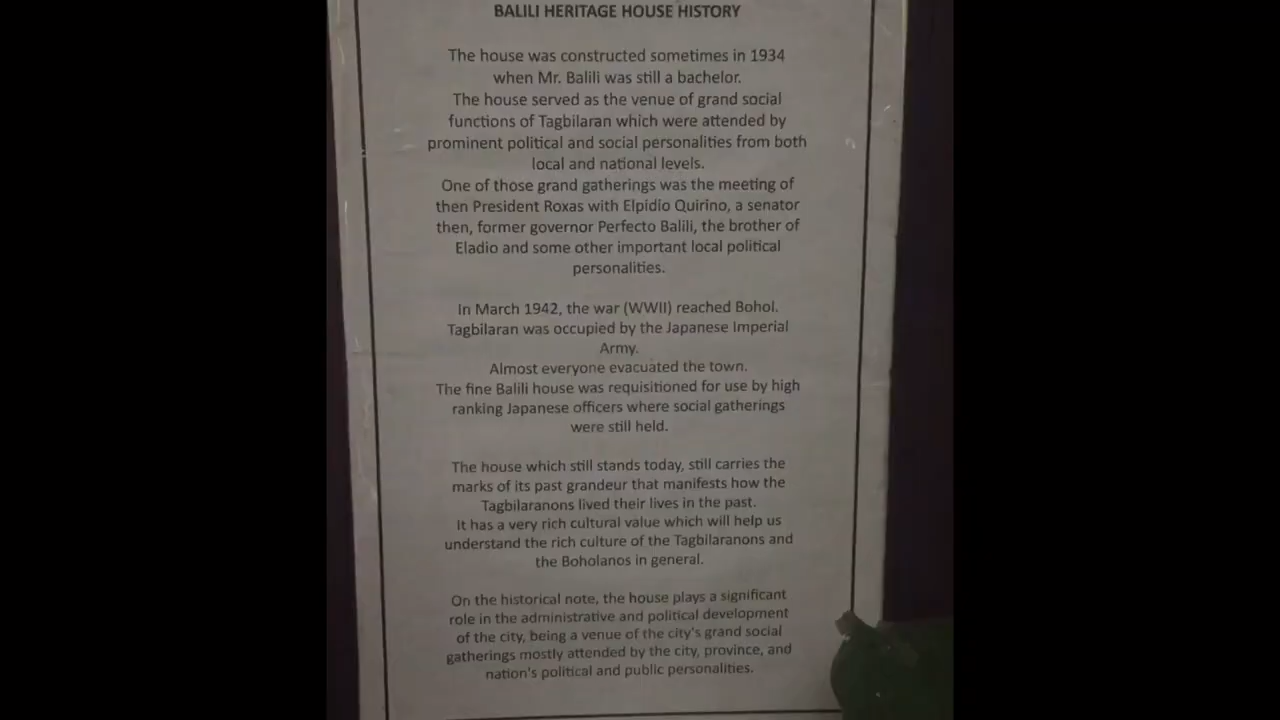 BALILI HERITAGE HOUSE HISTORY
The house was constructed sometimes in 1934
when Mr. Balili was still a bachelor.
The house served as the venue of grand social
functions of Tagbilaran which were attended by
prominent political and social personalities from both
local and national levels.
One of those grand gatherings was the meeting of
then President Roxas with Elpidio Quirino, a senator
then, former governor Perfecto Balili, the brother of
Eladio and some other important local political
personalities.
In March 1942, the war (WWII) reached Bohol.
Tagbilaran was occupied by the Japanese Imperial
Army.
Almost everyone evacuated the town.
The fine Balili house was requisitioned for use by high
ranking Japanese officers where social gatherings
were still held.
The house which still stands today, still carries the
marks of its past grandeur that manifests how the
Tagbilaranons lived their lives in the past.
It has a very rich cultural value which will help us
understand the rich culture of the Tagbilaranons and
the Boholanos in general.
On the historical note, the house plays a significant
role in the administrative and political development
of the city, being a venue of the city's grand social
gatherings mostly attended by the city, province, and
nation's political and public personalities.